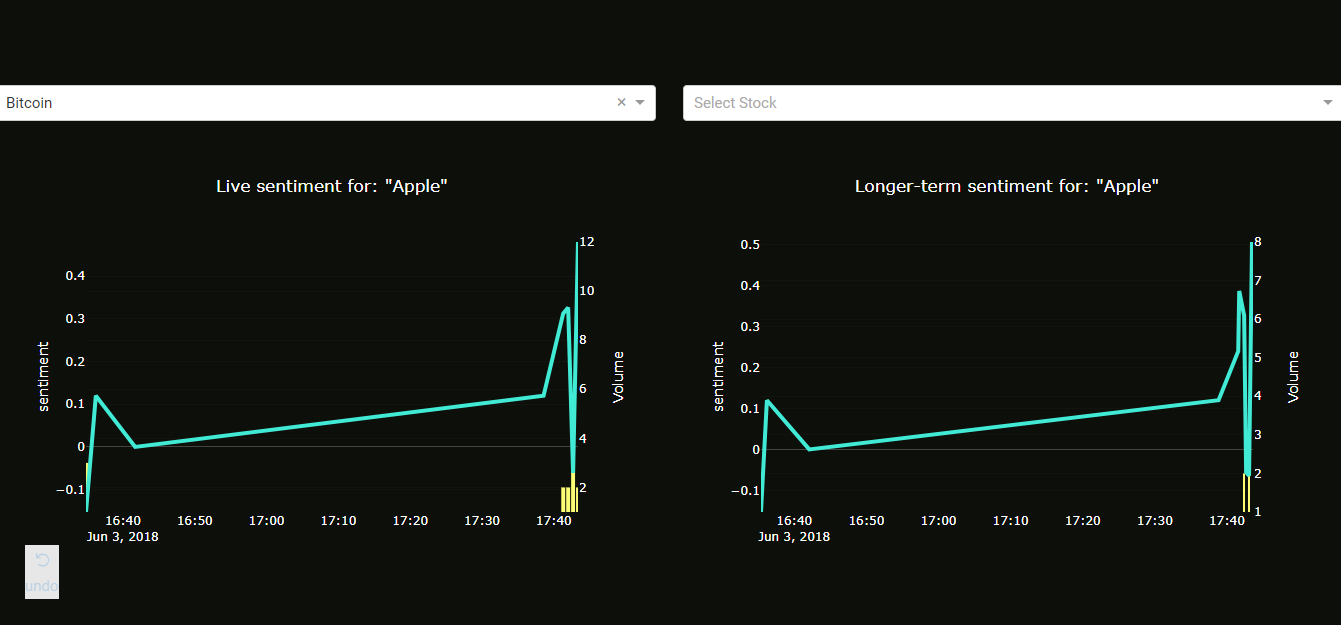 Bitcoin ×
Select Stock
Live sentiment for: "Apple"
0.4
0.3
0.2
0.1
0
−0.1
sentiment
12
10
8
6
4
2
Volume
16:40 16:50 17:00 17:10 17:20 17:30 17:40
Jun 3, 2018
Longer-term sentiment for: "Apple"
0.5
0.4
0.3
0.2
0.1
0
−0.1
sentiment
8
7
6
5
4
3
2
1
Volume
16:40 16:50 17:00 17:10 17:20 17:30 17:40
Jun 3, 2018
undo